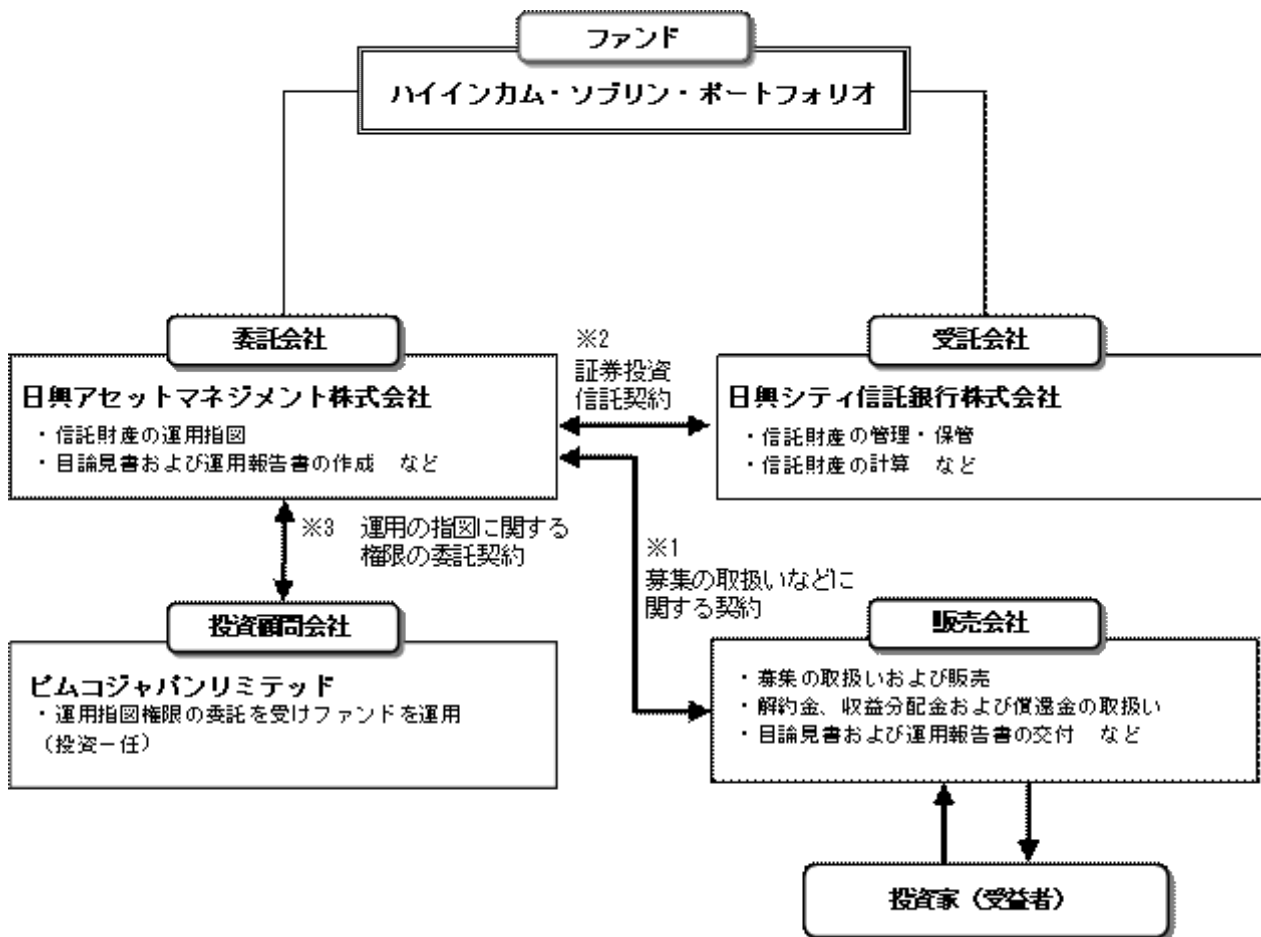 ファンド
ハイインカム・ソブリン・ポートフォリオ
委託会社
日興アセットマネジメント株式会社
・信託財産の運用指図
・目論見書および運用報告書の作成　など
※2
証券投資
信託契約
受託会社
日興シティ信託銀行株式会社
・信託財産の管理・保管
・信託財産の計算　など
※3　運用の指図に関する
権限の委託契約
※1
募集の取扱いなどに
関する契約
投資顧問会社
ピムコジャパンリミテッド
・運用指図権限の委託を受けファンドを運用
（投資一任）
販売会社
・募集の取扱いおよび販売
・解約金、収益分配金および償還金の取扱い
・目論見書および運用報告書の交付　など
投資家（受益者）